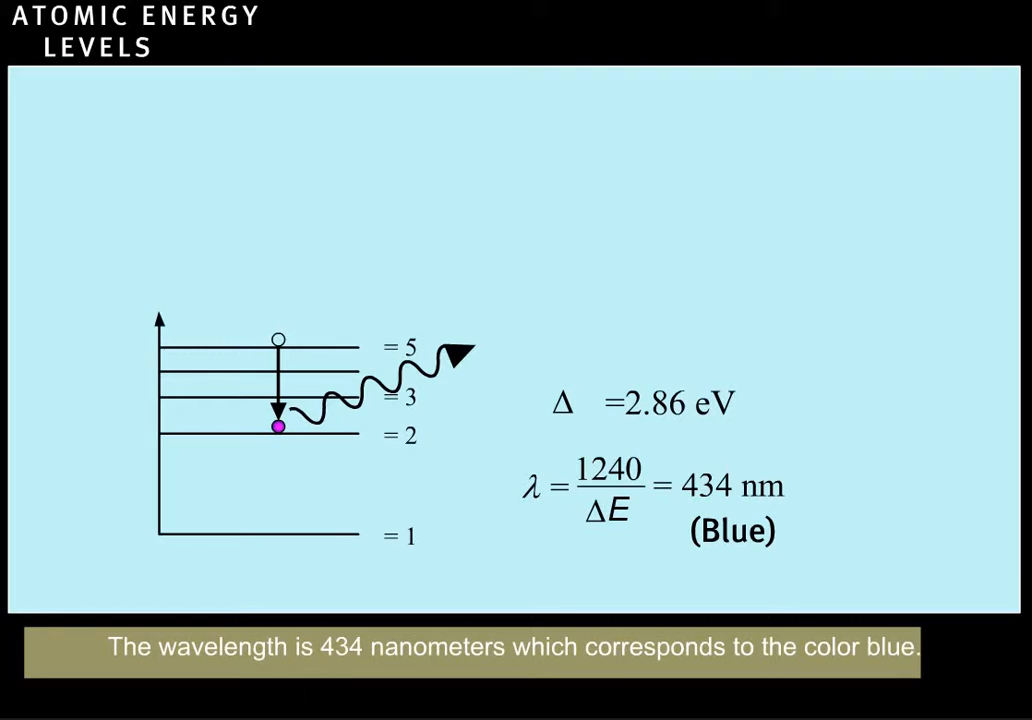 ATOMIC ENERGY
LEVELS
= 5
= 3
= 2
= 1
Δ =2.86 eV
λ = 1240/ΔE = 434 nm
(Blue)
The wavelength is 434 nanometers which corresponds to the color blue.